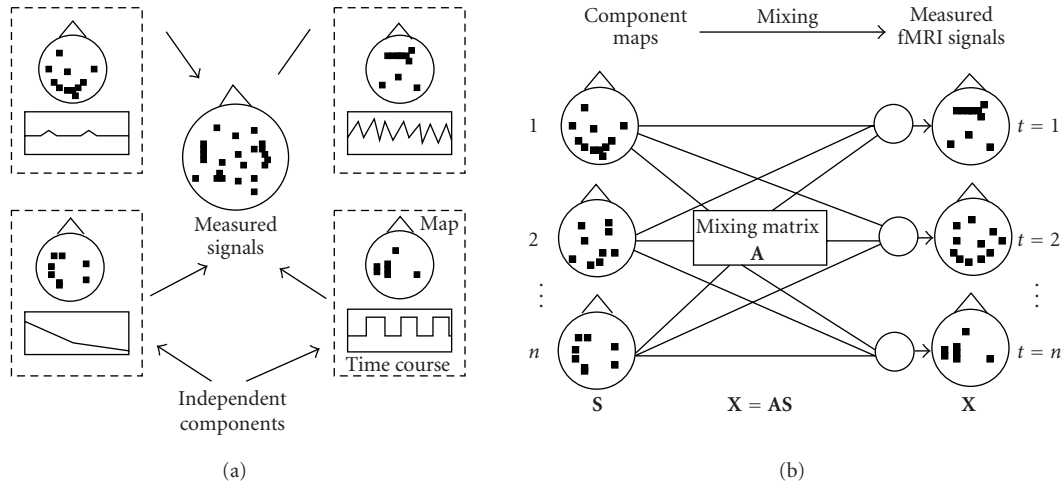 Measured
signals
Map
Time course
Independent
components
(a)
Component
maps
Mixing
Measured
fMRI signals
1
t = 1
2
Mixing matrix
A
t = 2
⋮
⋮
n
t = n
S
X = AS
X
(b)